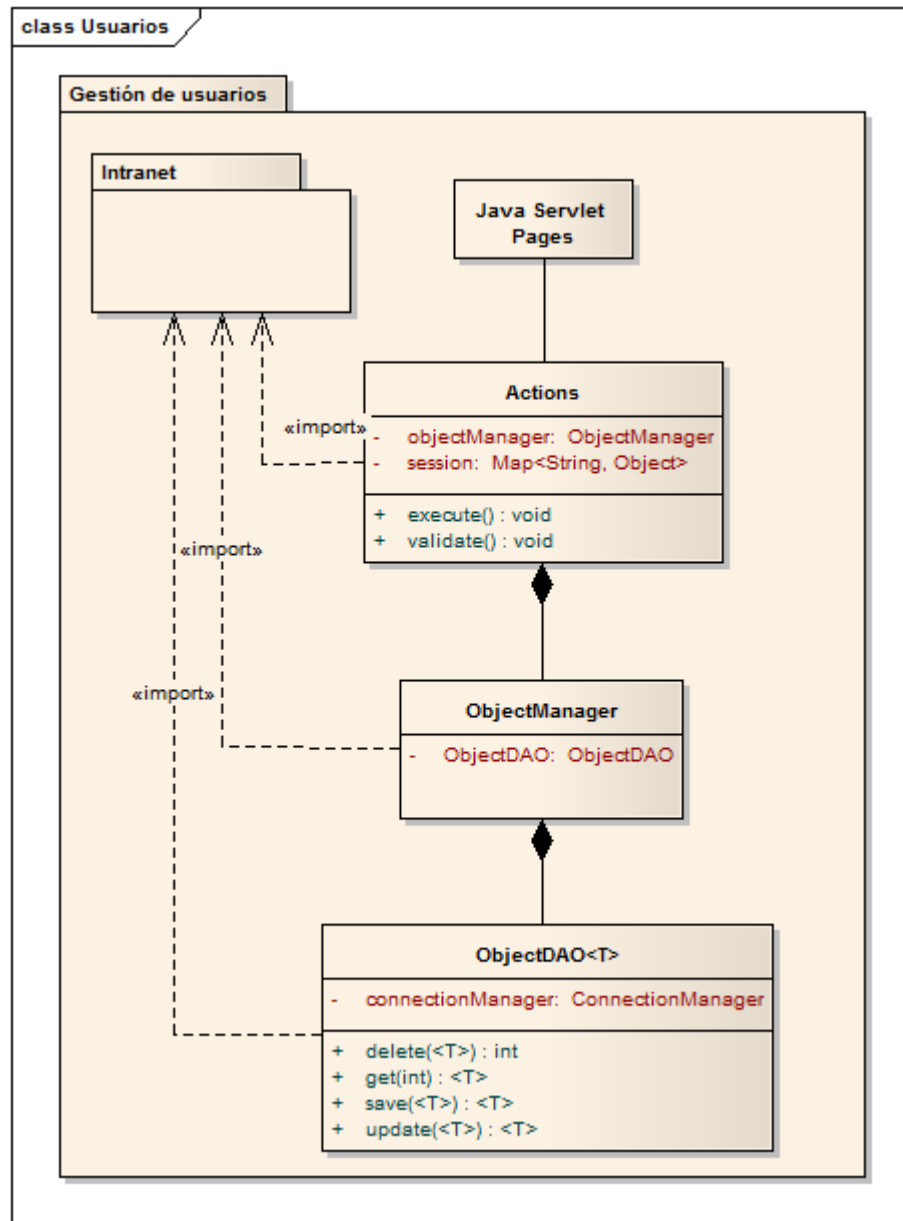 class Usuarios
Gestión de usuarios
Intranet
Java Servlet
Pages
Actions
- objectManager: ObjectManager
- session: Map<String, Object>
+ execute() : void
+ validate() : void
«import»
«import»
«import»
ObjectManager
- ObjectDAO: ObjectDAO
ObjectDAO<T>
- connectionManager: ConnectionManager
+ delete(<T>) : int
+ get(int) : <T>
+ save(<T>) : <T>
+ update(<T>) : <T>